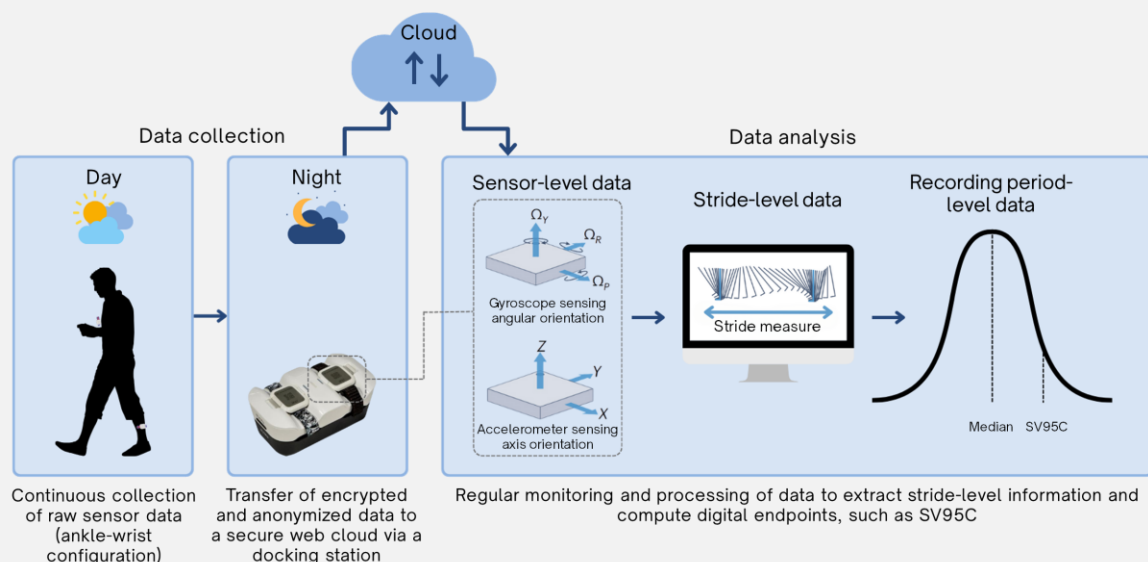 Cloud
Data collection
Data analysis
Day
Night
Sensor-level data
Ω_Y
Ω_R
Ω_P
Gyroscope sensing
angular orientation
Z
Y
X
Accelerometer sensing
axis orientation
Stride-level data
Stride measure
Recording period-
level data
Median
SV95C
Continuous collection
of raw sensor data
(ankle-wrist
configuration)
Transfer of encrypted
and anonymized data to
a secure web cloud via a
docking station
Regular monitoring and processing of data to extract stride-level information and
compute digital endpoints, such as SV95C